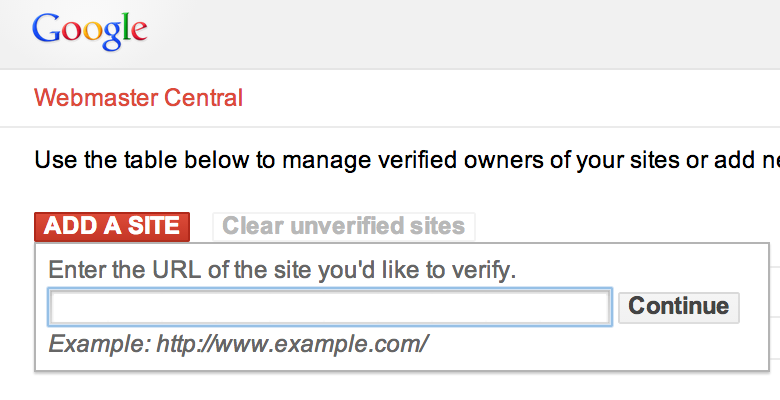 Google
Webmaster Central
Use the table below to manage verified owners of your sites or add
ADD A SITE
Clear unverified sites
Enter the URL of the site you'd like to verify.
Continue
Example: http://www.example.com/